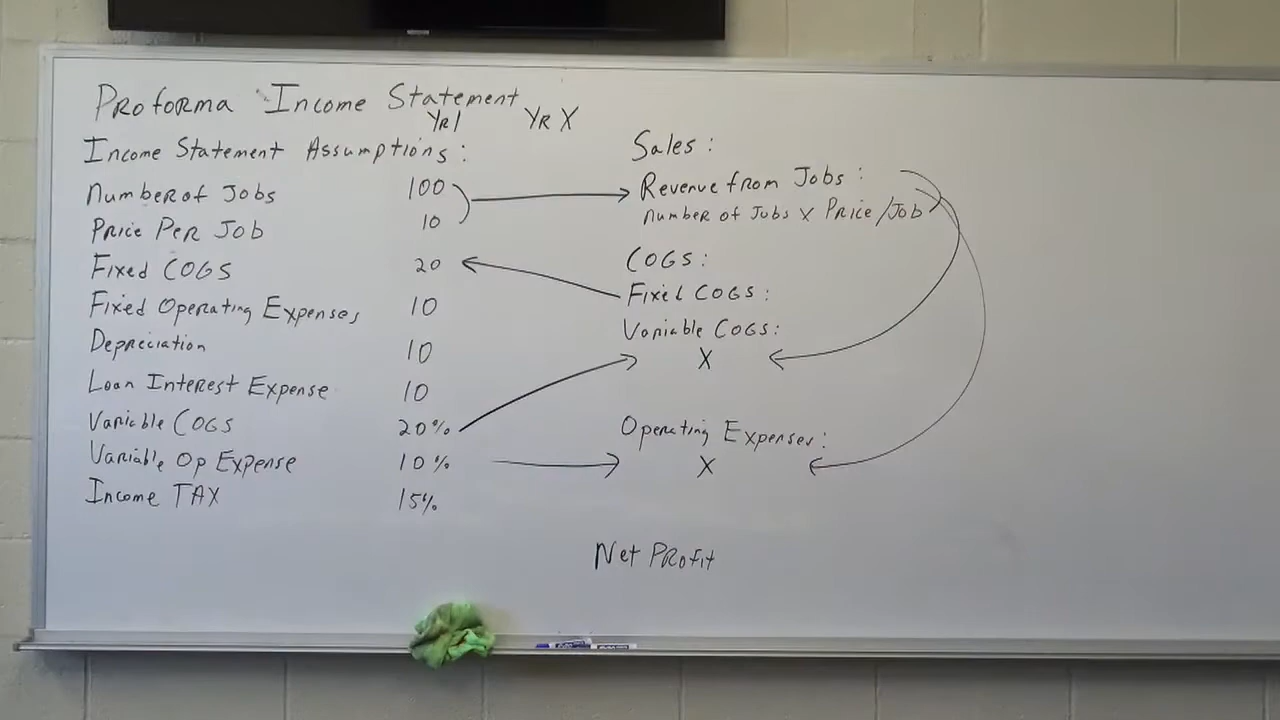 Proforma Income Statement
Yr1 Yr X
Income Statement Assumptions:
Number of Jobs 100
Price Per Job 10
Fixed COGS 20
Fixed Operating Expenses 10
Depreciation 10
Loan Interest Expense 10
Variable COGS 20%
Variable Op Expense 10%
Income TAX 15%
Sales:
Revenue from Jobs:
Number of Jobs X Price/Job
COGS:
Fixed COGS:
Variable COGS:
X
Operating Expenses:
X
Net Profit